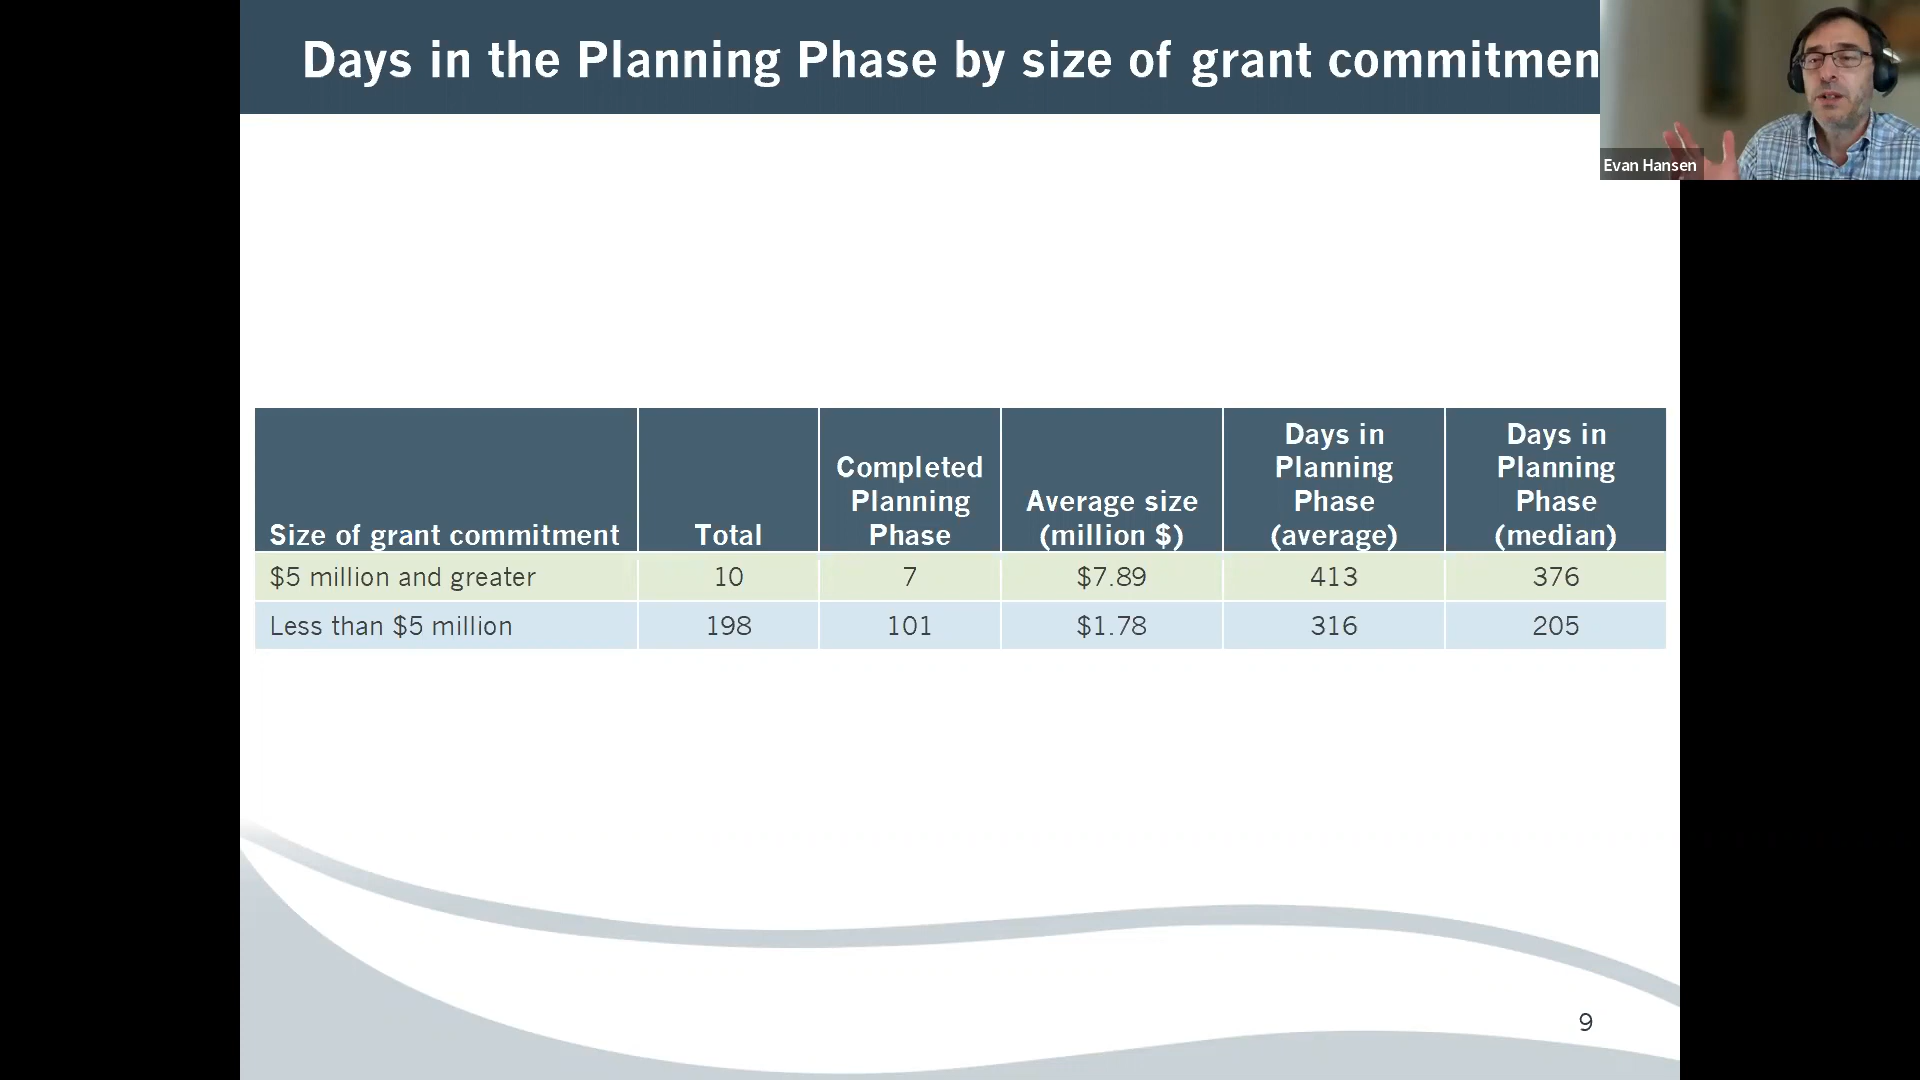 Days in the Planning Phase by size of grant commitmen
Evan Hansen
Size of grant commitment
Total
Completed
Planning
Phase
Average size
(million $)
Days in
Planning
Phase
(average)
Days in
Planning
Phase
(median)
$5 million and greater 10 7 $7.89 413 376
Less than $5 million 198 101 $1.78 316 205
9